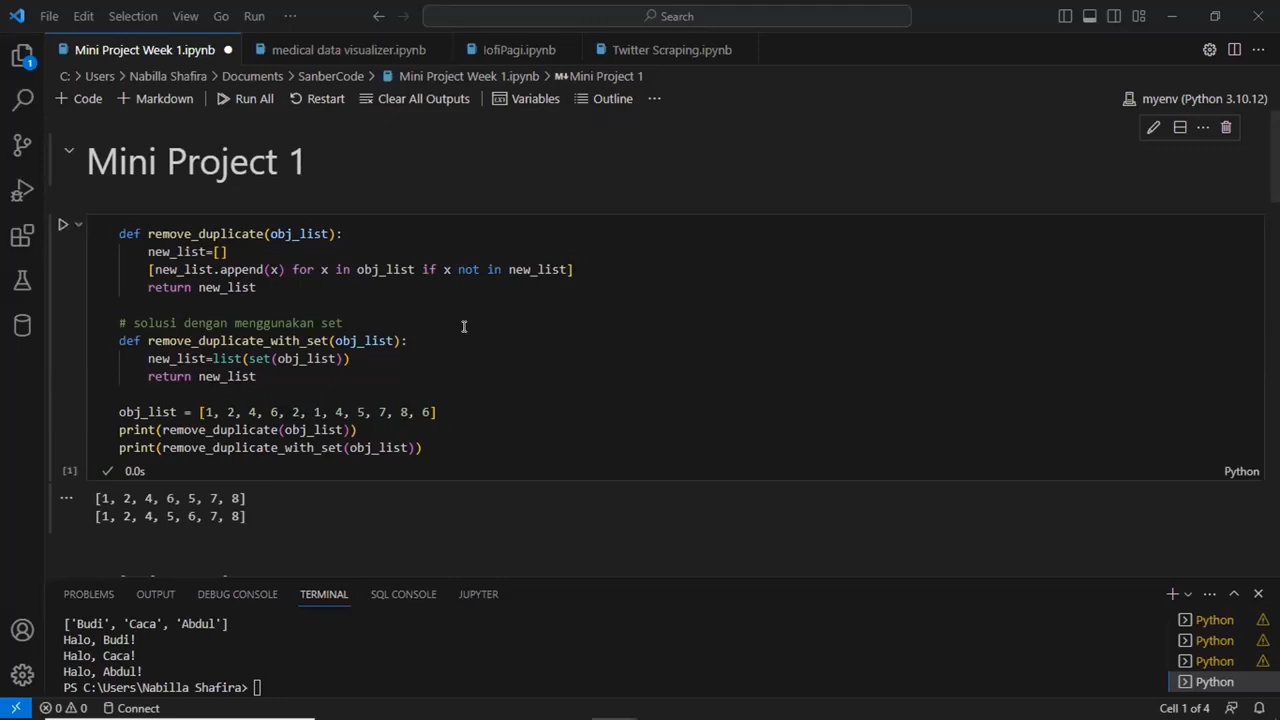 File Edit Selection View Go Run ··· Search
Mini Project Week 1.ipynb medical data visualizer.ipynb IofiPagi.ipynb Twitter Scraping.ipynb
C: > Users > Nabilla Shafira > Documents > SanberCode > Mini Project Week 1.ipynb > Mini Project 1
+ Code + Markdown Run All Restart Clear All Outputs Variables Outline ··· myenv (Python 3.10.12)
Mini Project 1
def remove_duplicate(obj_list):
new_list=[]
[new_list.append(x) for x in obj_list if x not in new_list]
return new_list
# solusi dengan menggunakan set
def remove_duplicate_with_set(obj_list):
new_list=list(set(obj_list))
return new_list
obj_list = [1, 2, 4, 6, 2, 1, 4, 5, 7, 8, 6]
print(remove_duplicate(obj_list))
print(remove_duplicate_with_set(obj_list))
[1] 0.0s Python
[1, 2, 4, 6, 5, 7, 8]
[1, 2, 4, 5, 6, 7, 8]
PROBLEMS OUTPUT DEBUG CONSOLE TERMINAL SQL CONSOLE JUPYTER
['Budi', 'Caca', 'Abdul']
Halo, Budi!
Halo, Caca!
Halo, Abdul!
PS C:\Users\Nabilla Shafira>
Python
Python
Python
Python
0 0 Connect Cell 1 of 4
1